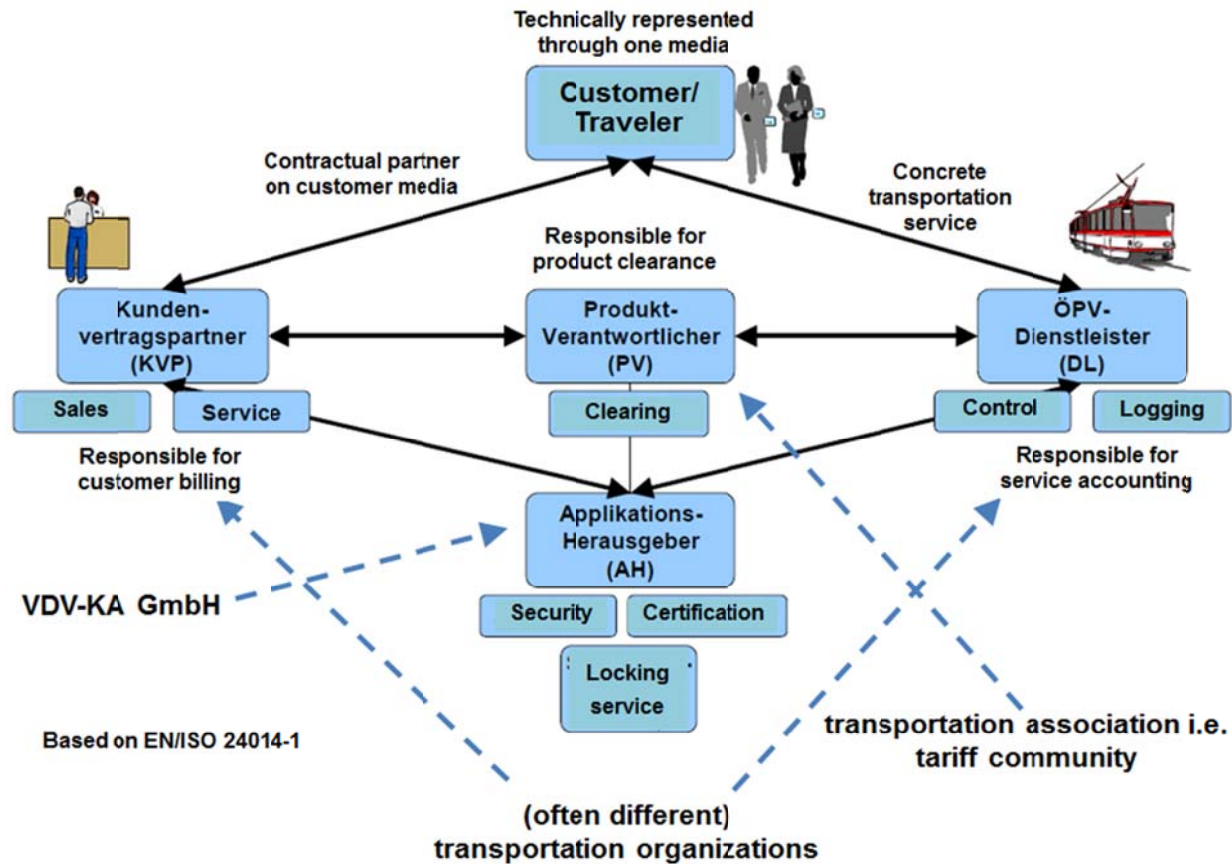 Technically represented
through one media
Customer/
Traveler
Contractual partner
on customer media
Concrete
transportation
service
Responsible for
product clearance
Kunden-
vertragspartner
(KVP)
Produkt-
Verantwortlicher
(PV)
ÖPV-
Dienstleister
(DL)
Sales
Service
Clearing
Control
Logging
Responsible for
customer billing
Responsible for
service accounting
Applikations-
Herausgeber
(AH)
VDV-KA GmbH
Security
Certification
Locking
service
Based on EN/ISO 24014-1
transportation association i.e.
tariff community
(often different)
transportation organizations